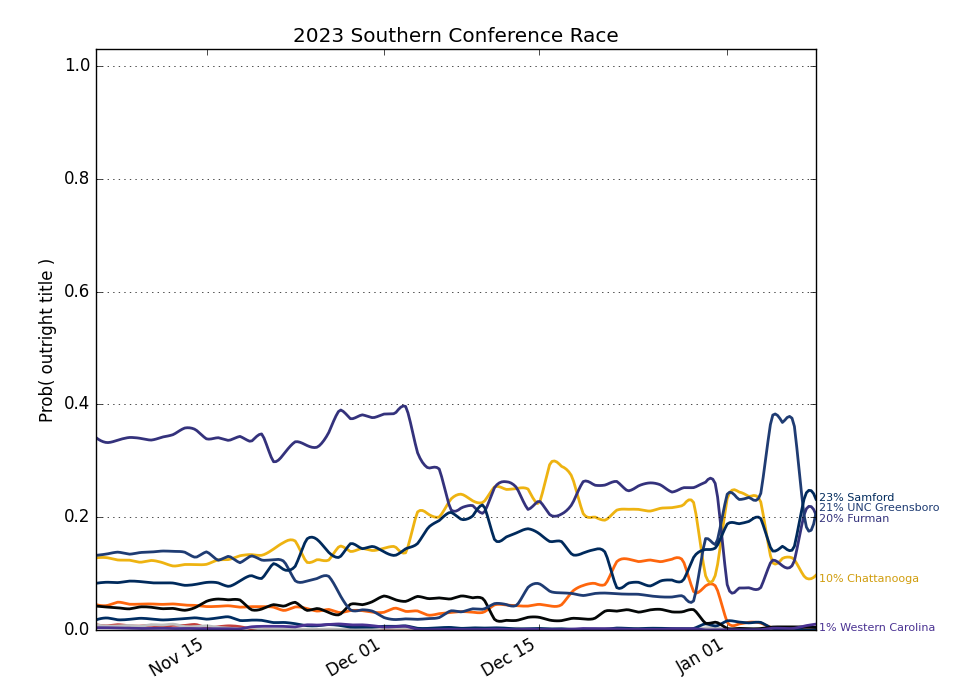 2023 Southern Conference Race
1.0
0.8
0.6
0.4
0.2
0.0
Prob( outright title )
23% Samford
21% UNC Greensboro
20% Furman
10% Chattanooga
1% Western Carolina
Nov 15
Dec 01
Dec 15
Jan 01